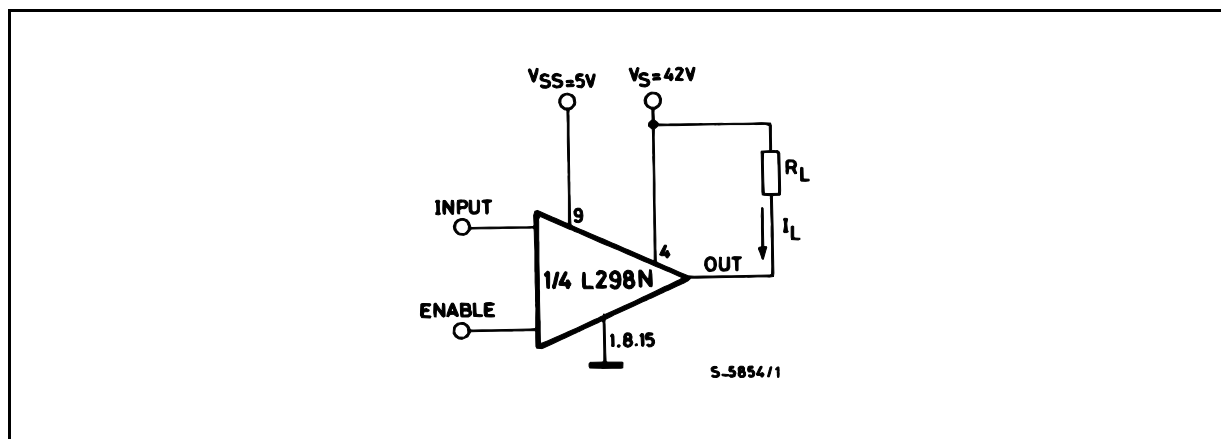 VSS=5V
VS=42V
RL
INPUT
9
IL
4
OUT
1/4 L298N
ENABLE
1.8.15
S-5854/1